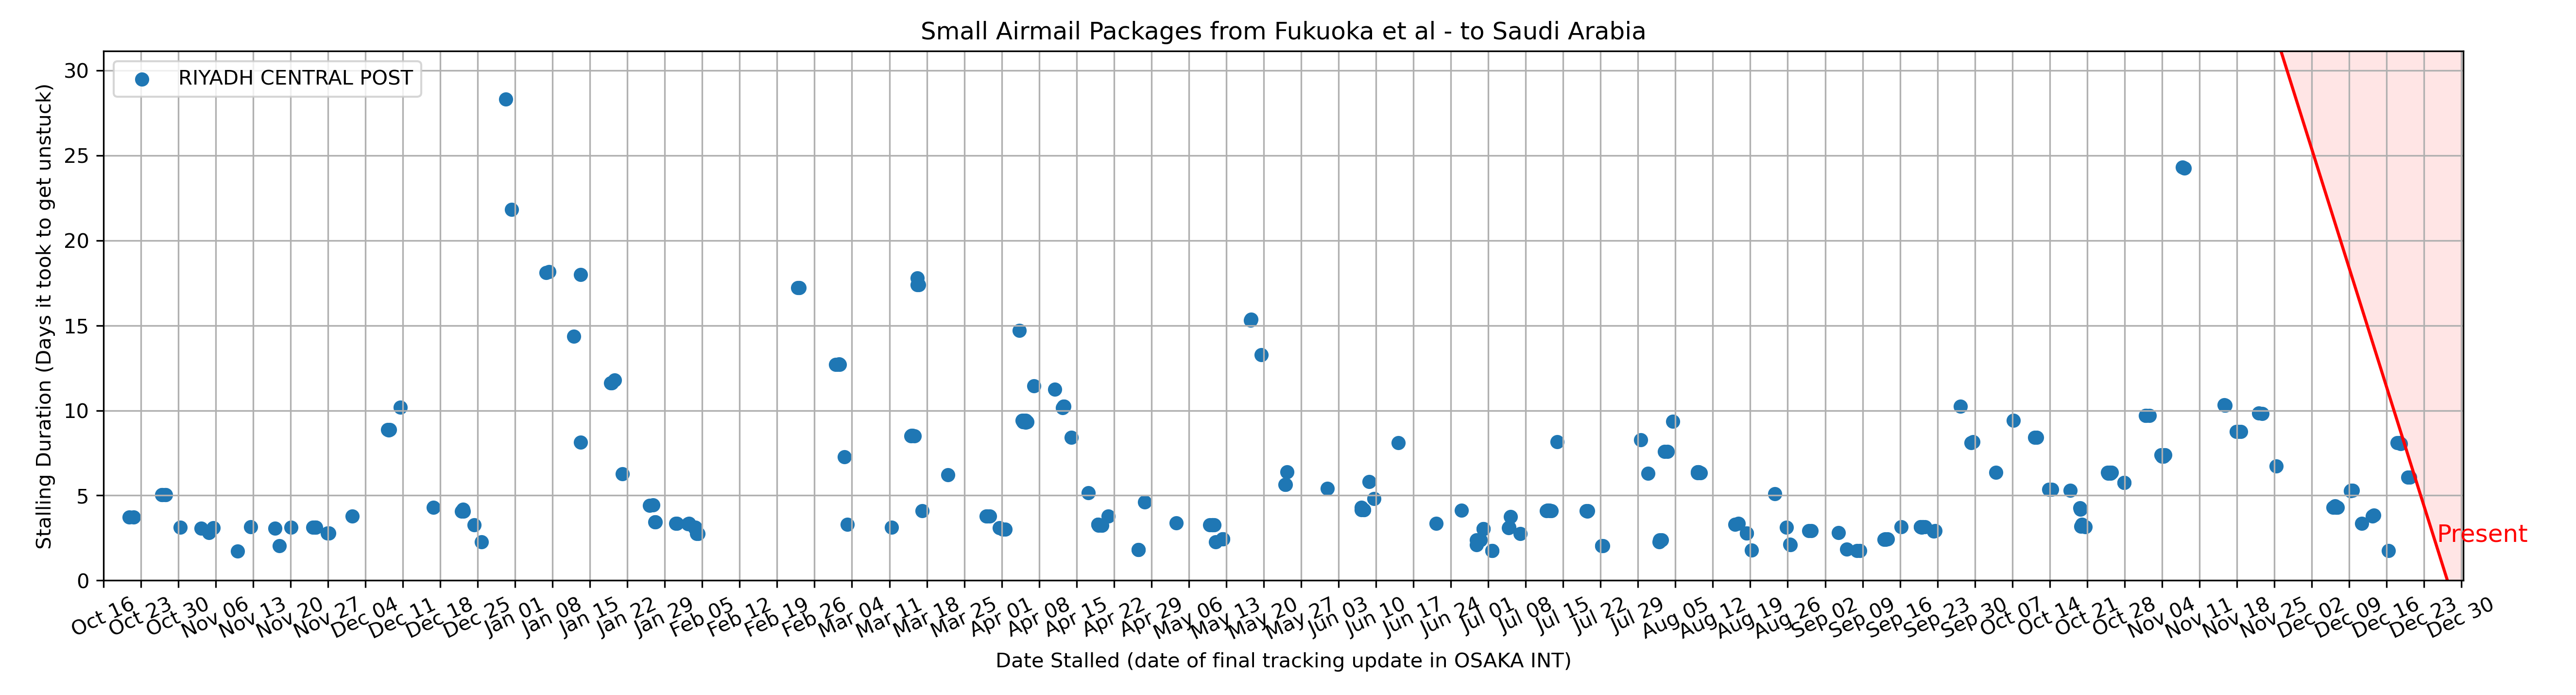 Small Airmail Packages from Fukuoka et al - to Saudi Arabia
RIYADH CENTRAL POST
Stalling Duration (Days it took to get unstuck)
30
25
20
15
10
5
0
Present
Oct 16
Oct 23
Oct 30
Nov 06
Nov 13
Nov 20
Nov 27
Dec 04
Dec 11
Dec 18
Dec 25
Jan 01
Jan 08
Jan 15
Jan 22
Jan 29
Feb 05
Feb 12
Feb 19
Feb 26
Mar 04
Mar 11
Mar 18
Mar 25
Apr 01
Apr 08
Apr 15
Apr 22
Apr 29
May 06
May 13
May 20
May 27
Jun 03
Jun 10
Jun 17
Jun 24
Jul 01
Jul 08
Jul 15
Jul 22
Jul 29
Aug 05
Aug 12
Aug 19
Aug 26
Sep 02
Sep 09
Sep 16
Sep 23
Sep 30
Oct 07
Oct 14
Oct 21
Oct 28
Nov 04
Nov 11
Nov 18
Nov 25
Dec 02
Dec 09
Dec 16
Dec 23
Dec 30
Date Stalled (date of final tracking update in OSAKA INT)